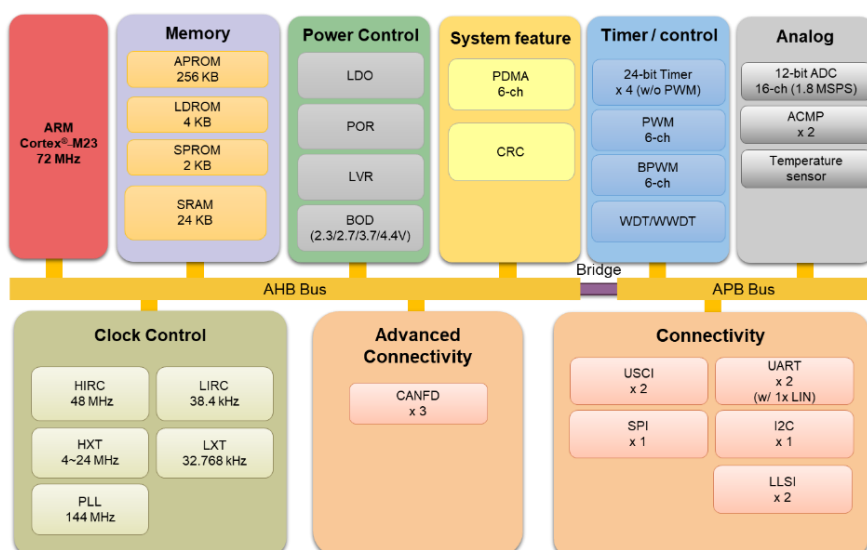 ARM
Cortex®-M23
72 MHz
Memory
APROM
256 KB
LDROM
4 KB
SPROM
2 KB
SRAM
24 KB
Power Control
LDO
POR
LVR
BOD
(2.3/2.7/3.7/4.4V)
System feature
PDMA
6-ch
CRC
Timer / control
24-bit Timer
x 4 (w/o PWM)
PWM
6-ch
BPWM
6-ch
WDT/WWDT
Analog
12-bit ADC
16-ch (1.8 MSPS)
ACMP
x 2
Temperature
sensor
AHB Bus
Bridge
APB Bus
Clock Control
HIRC
48 MHz
LIRC
38.4 kHz
HXT
4~24 MHz
LXT
32.768 kHz
PLL
144 MHz
Advanced
Connectivity
CANFD
x 3
Connectivity
USCI
x 2
UART
x 2
(w/ 1x LIN)
SPI
x 1
I2C
x 1
LLSI
x 2